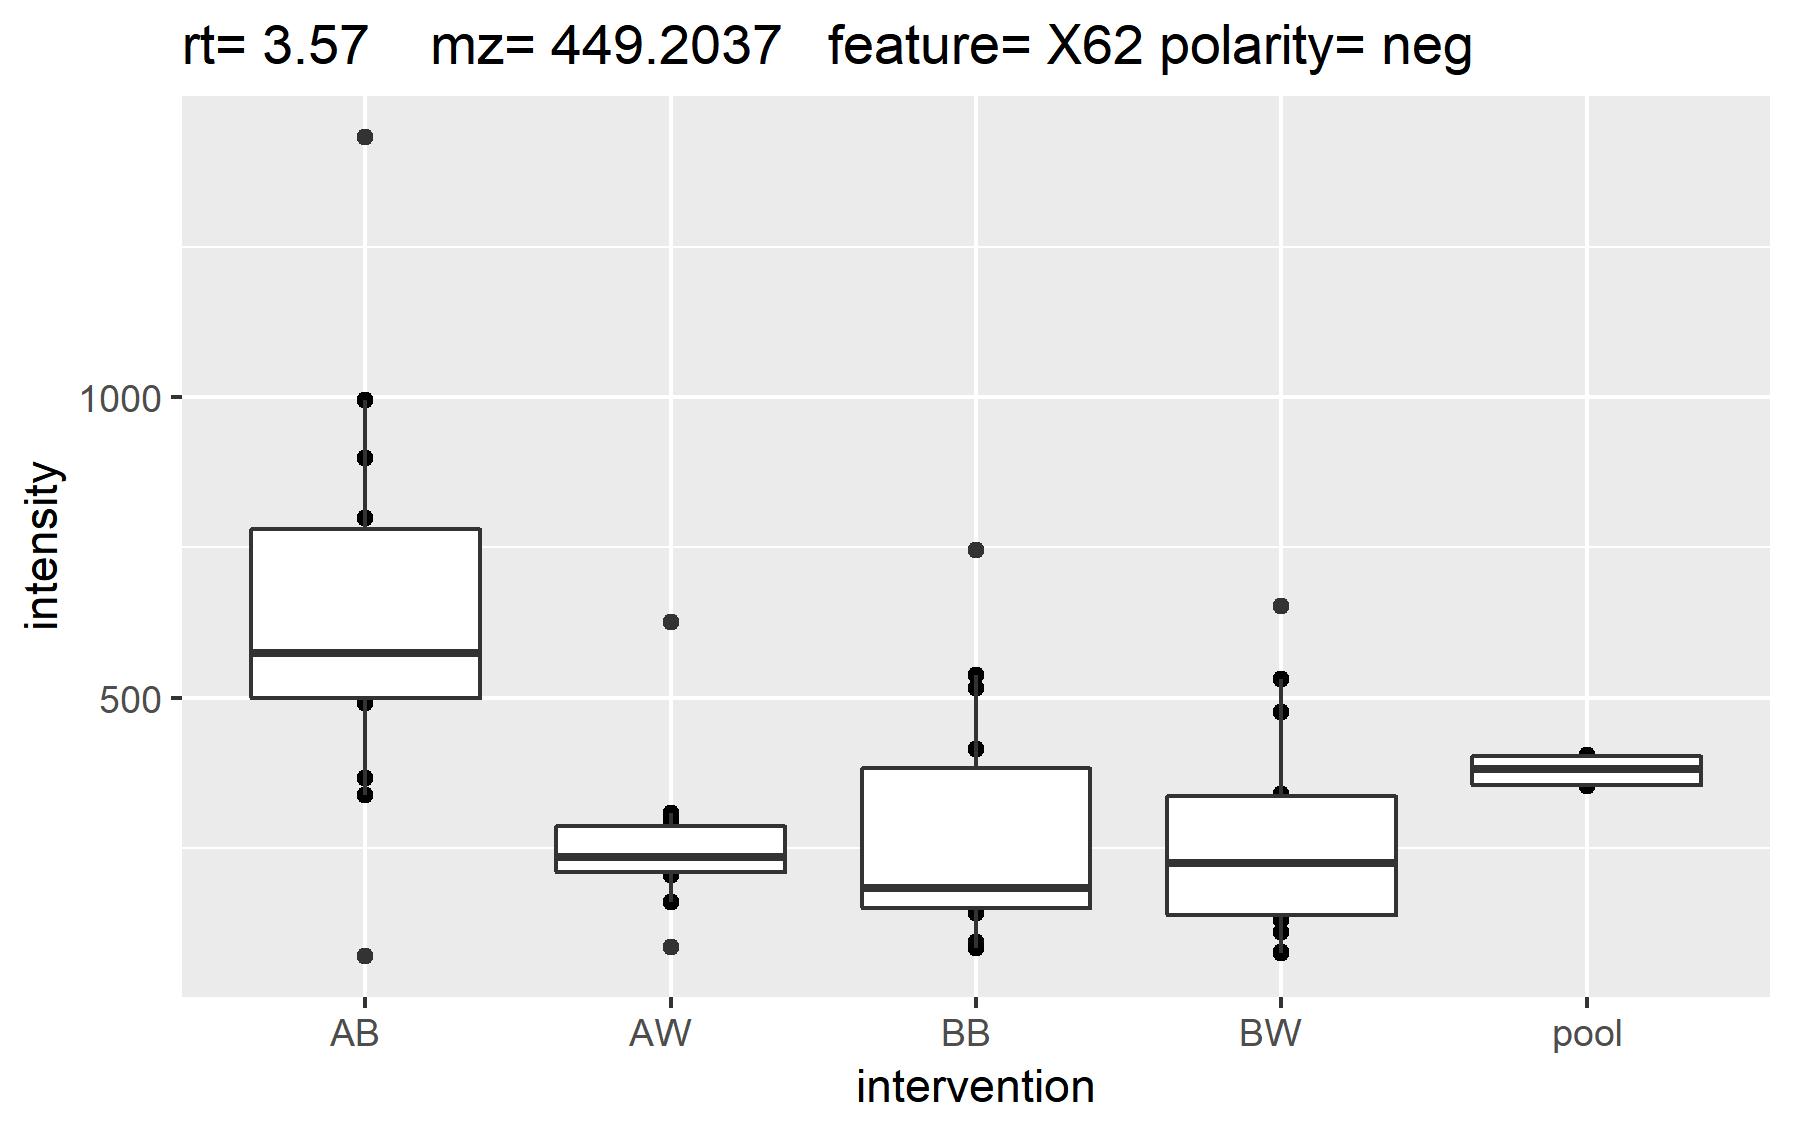 rt= 3.57 mz= 449.2037 feature= X62 polarity= neg
intensity
1000
500
AB AW BB BW pool
intervention